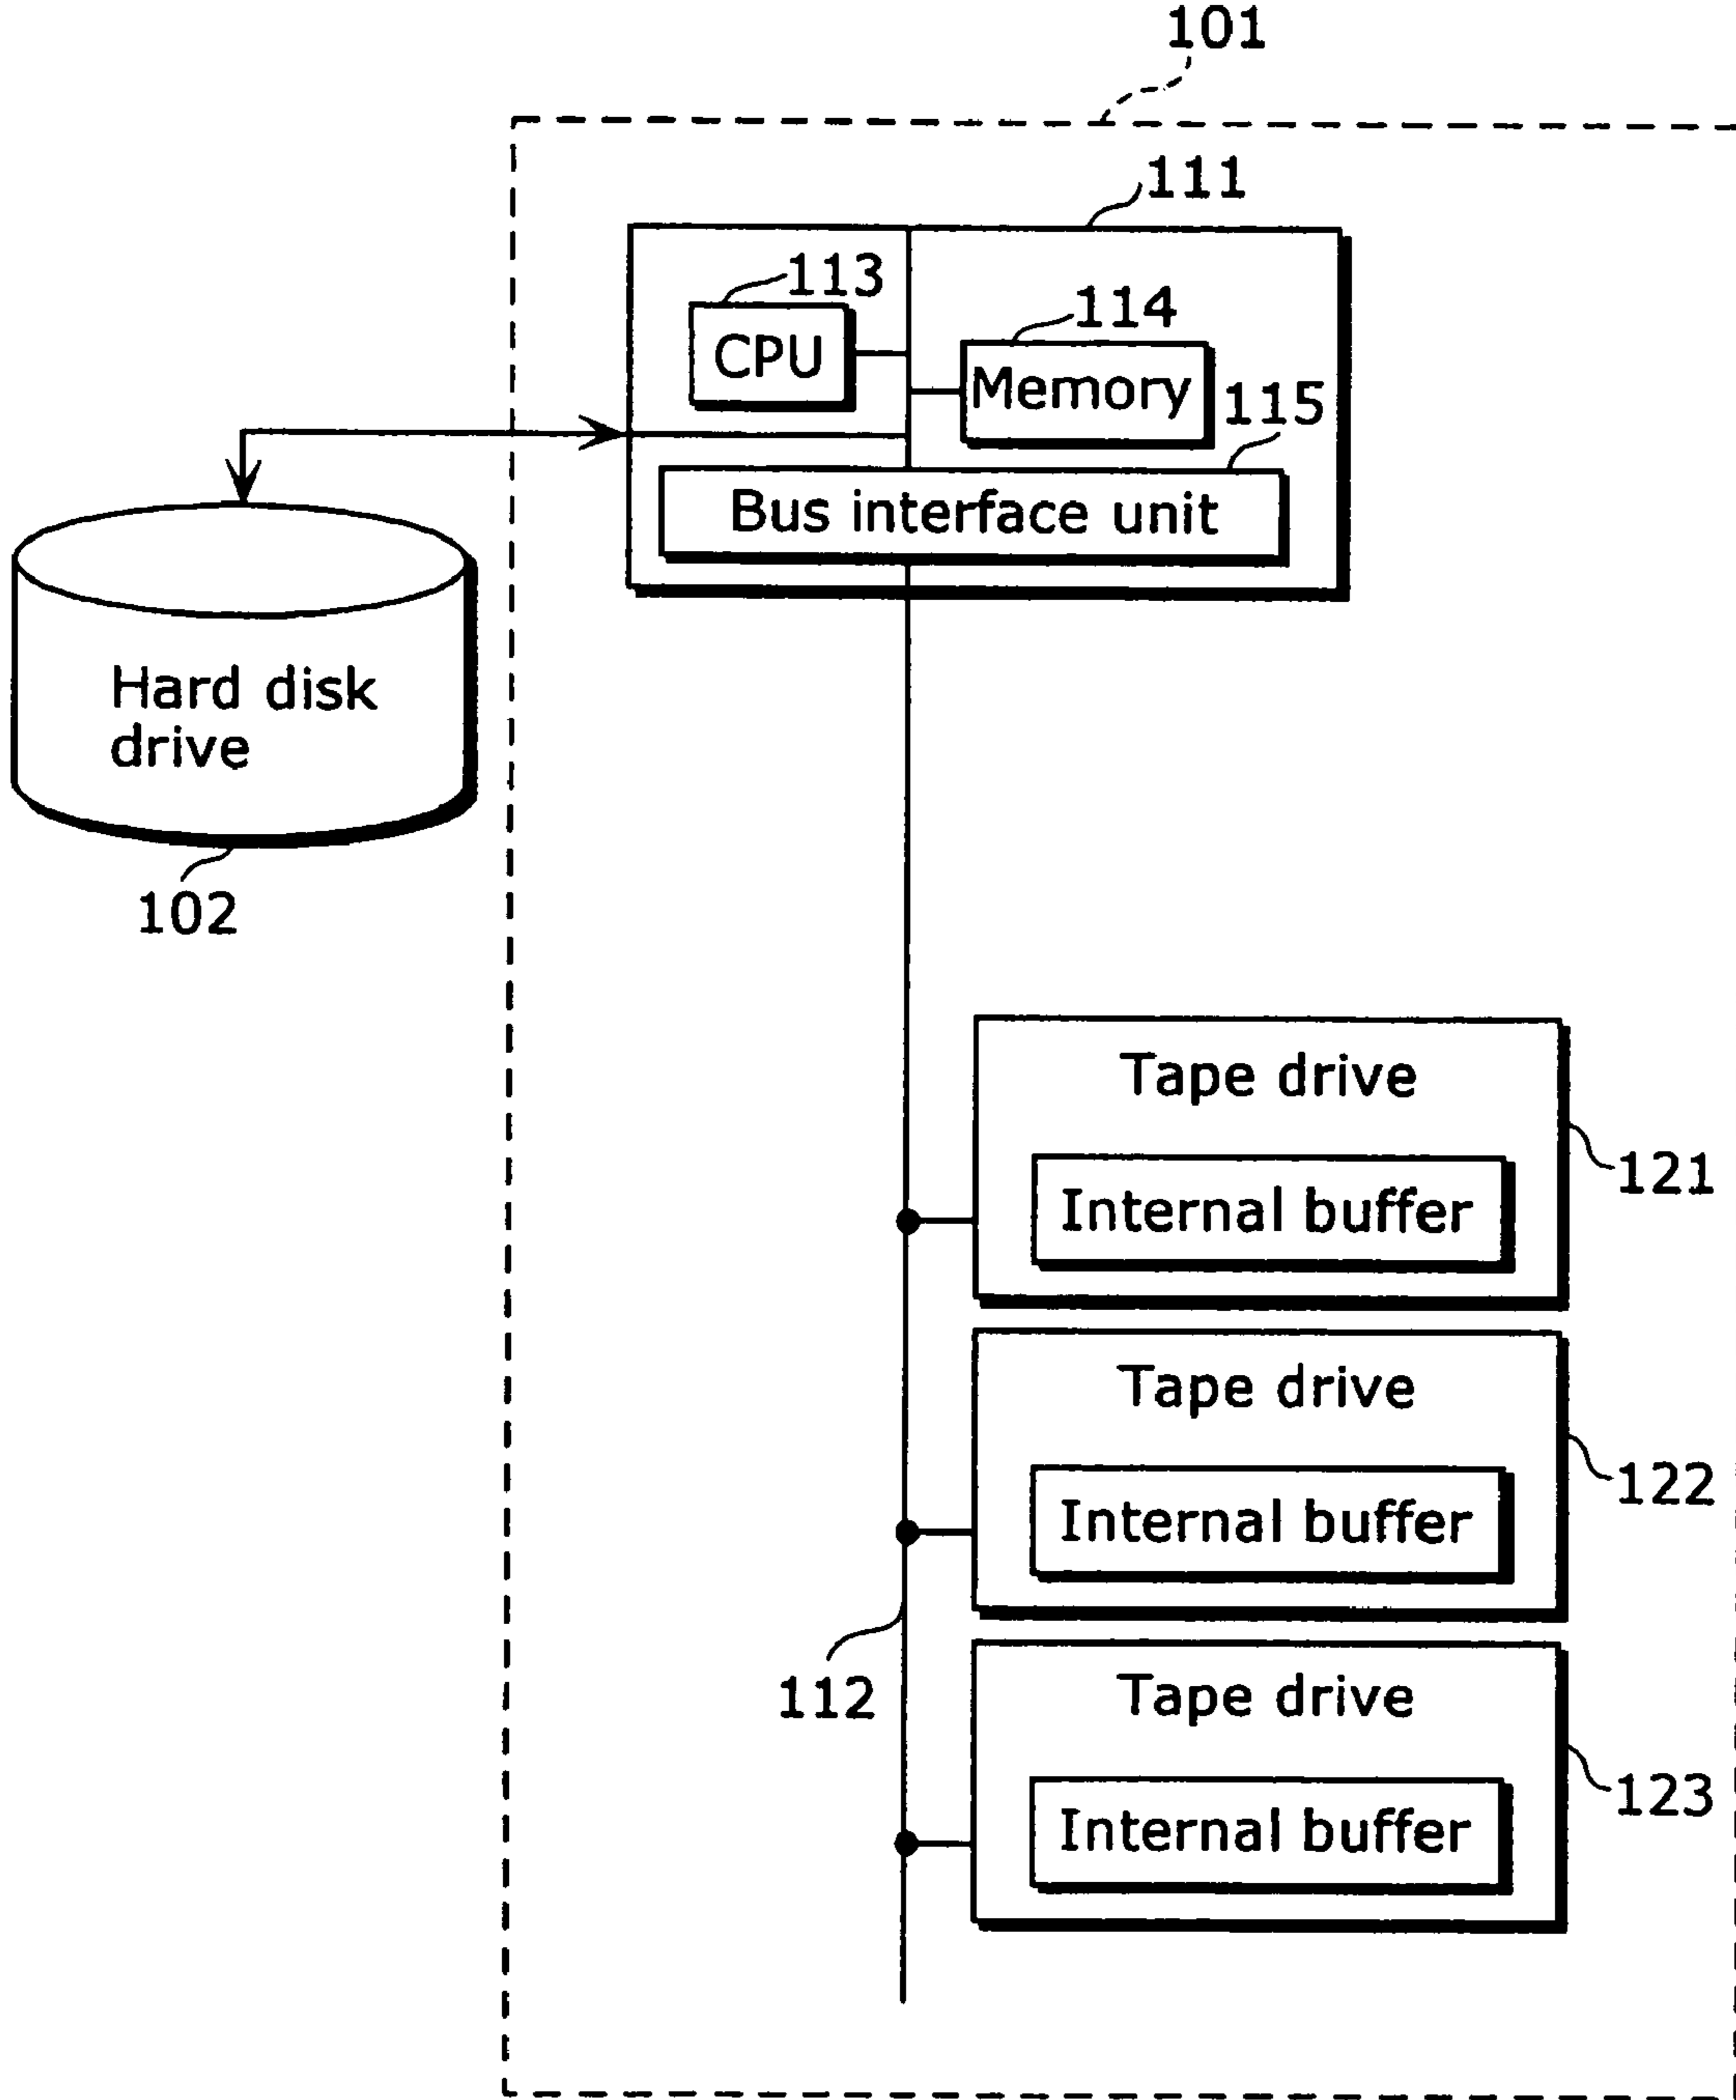 101
111
113
CPU
114
Memory
115
Bus interface unit
Hard disk
drive
102
Tape drive
121
Internal buffer
Tape drive
122
Internal buffer
112
Tape drive
123
Internal buffer